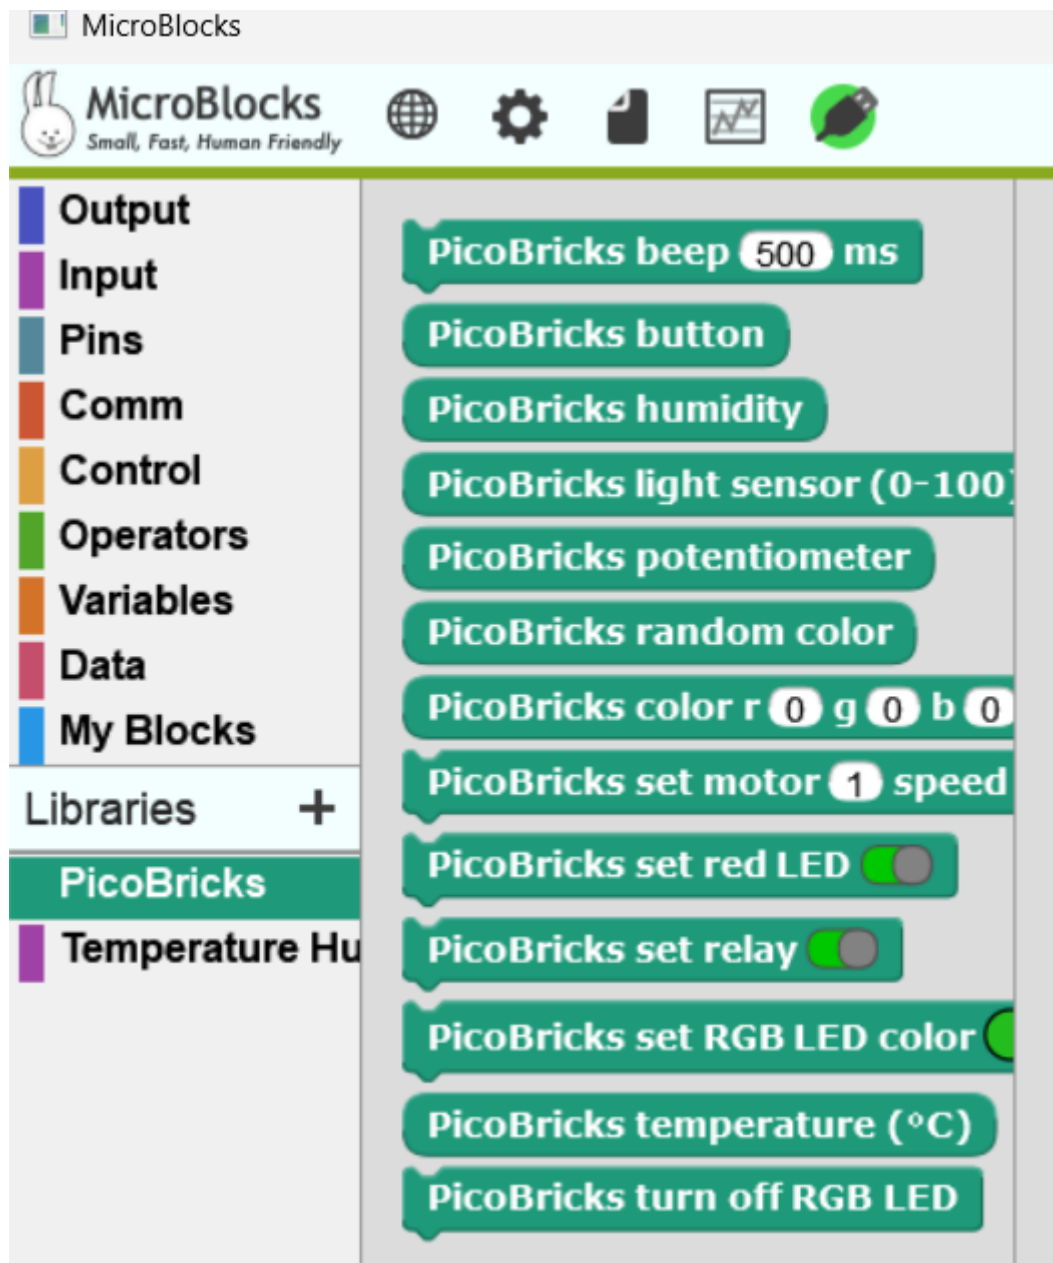 MicroBlocks
MicroBlocks
Small, Fast, Human Friendly
Output
Input
Pins
Comm
Control
Operators
Variables
Data
My Blocks
Libraries +
PicoBricks
Temperature Hu
PicoBricks beep 500 ms
PicoBricks button
PicoBricks humidity
PicoBricks light sensor (0-100)
PicoBricks potentiometer
PicoBricks random color
PicoBricks color r 0 g 0 b 0
PicoBricks set motor 1 speed
PicoBricks set red LED
PicoBricks set relay
PicoBricks set RGB LED color
PicoBricks temperature (°C)
PicoBricks turn off RGB LED